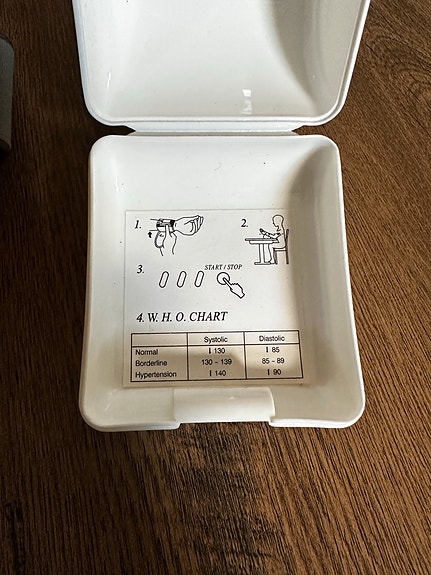 1.
2.
3.
START / STOP
4. W. H. O. CHART
Systolic Diastolic
Normal I 130 I 85
Borderline 130 - 139 85 - 89
Hypertension I 140 I 90